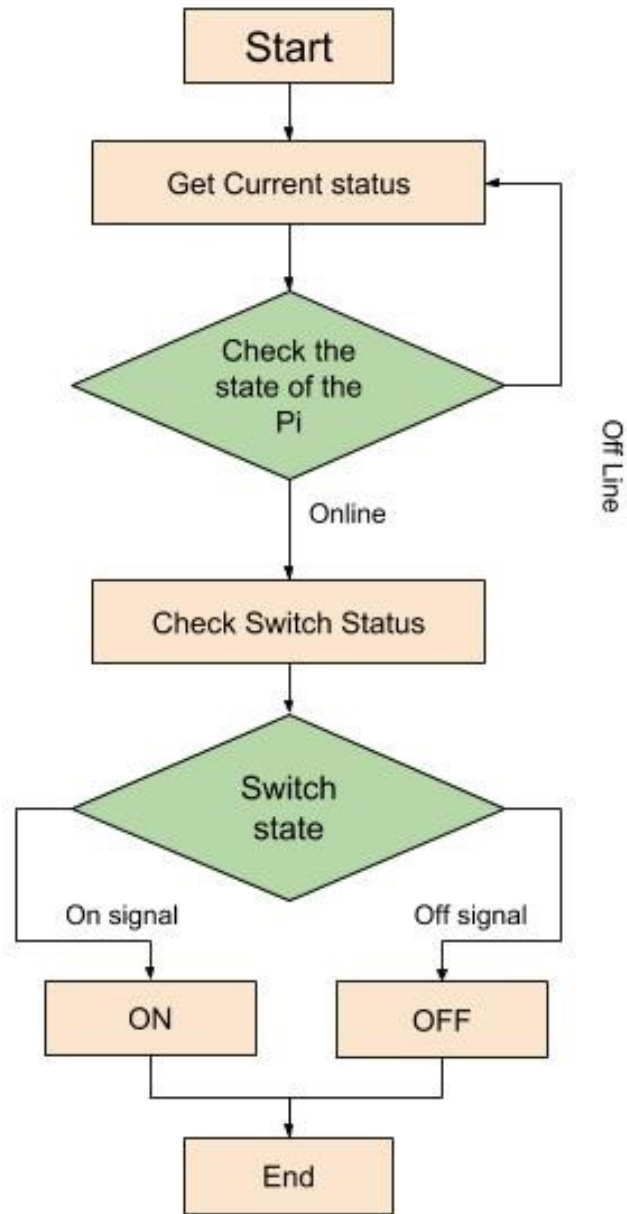 Start
Get Current status
Check the
state of the
Pi
Off Line
Online
Check Switch Status
Switch
state
On signal
Off signal
ON
OFF
End